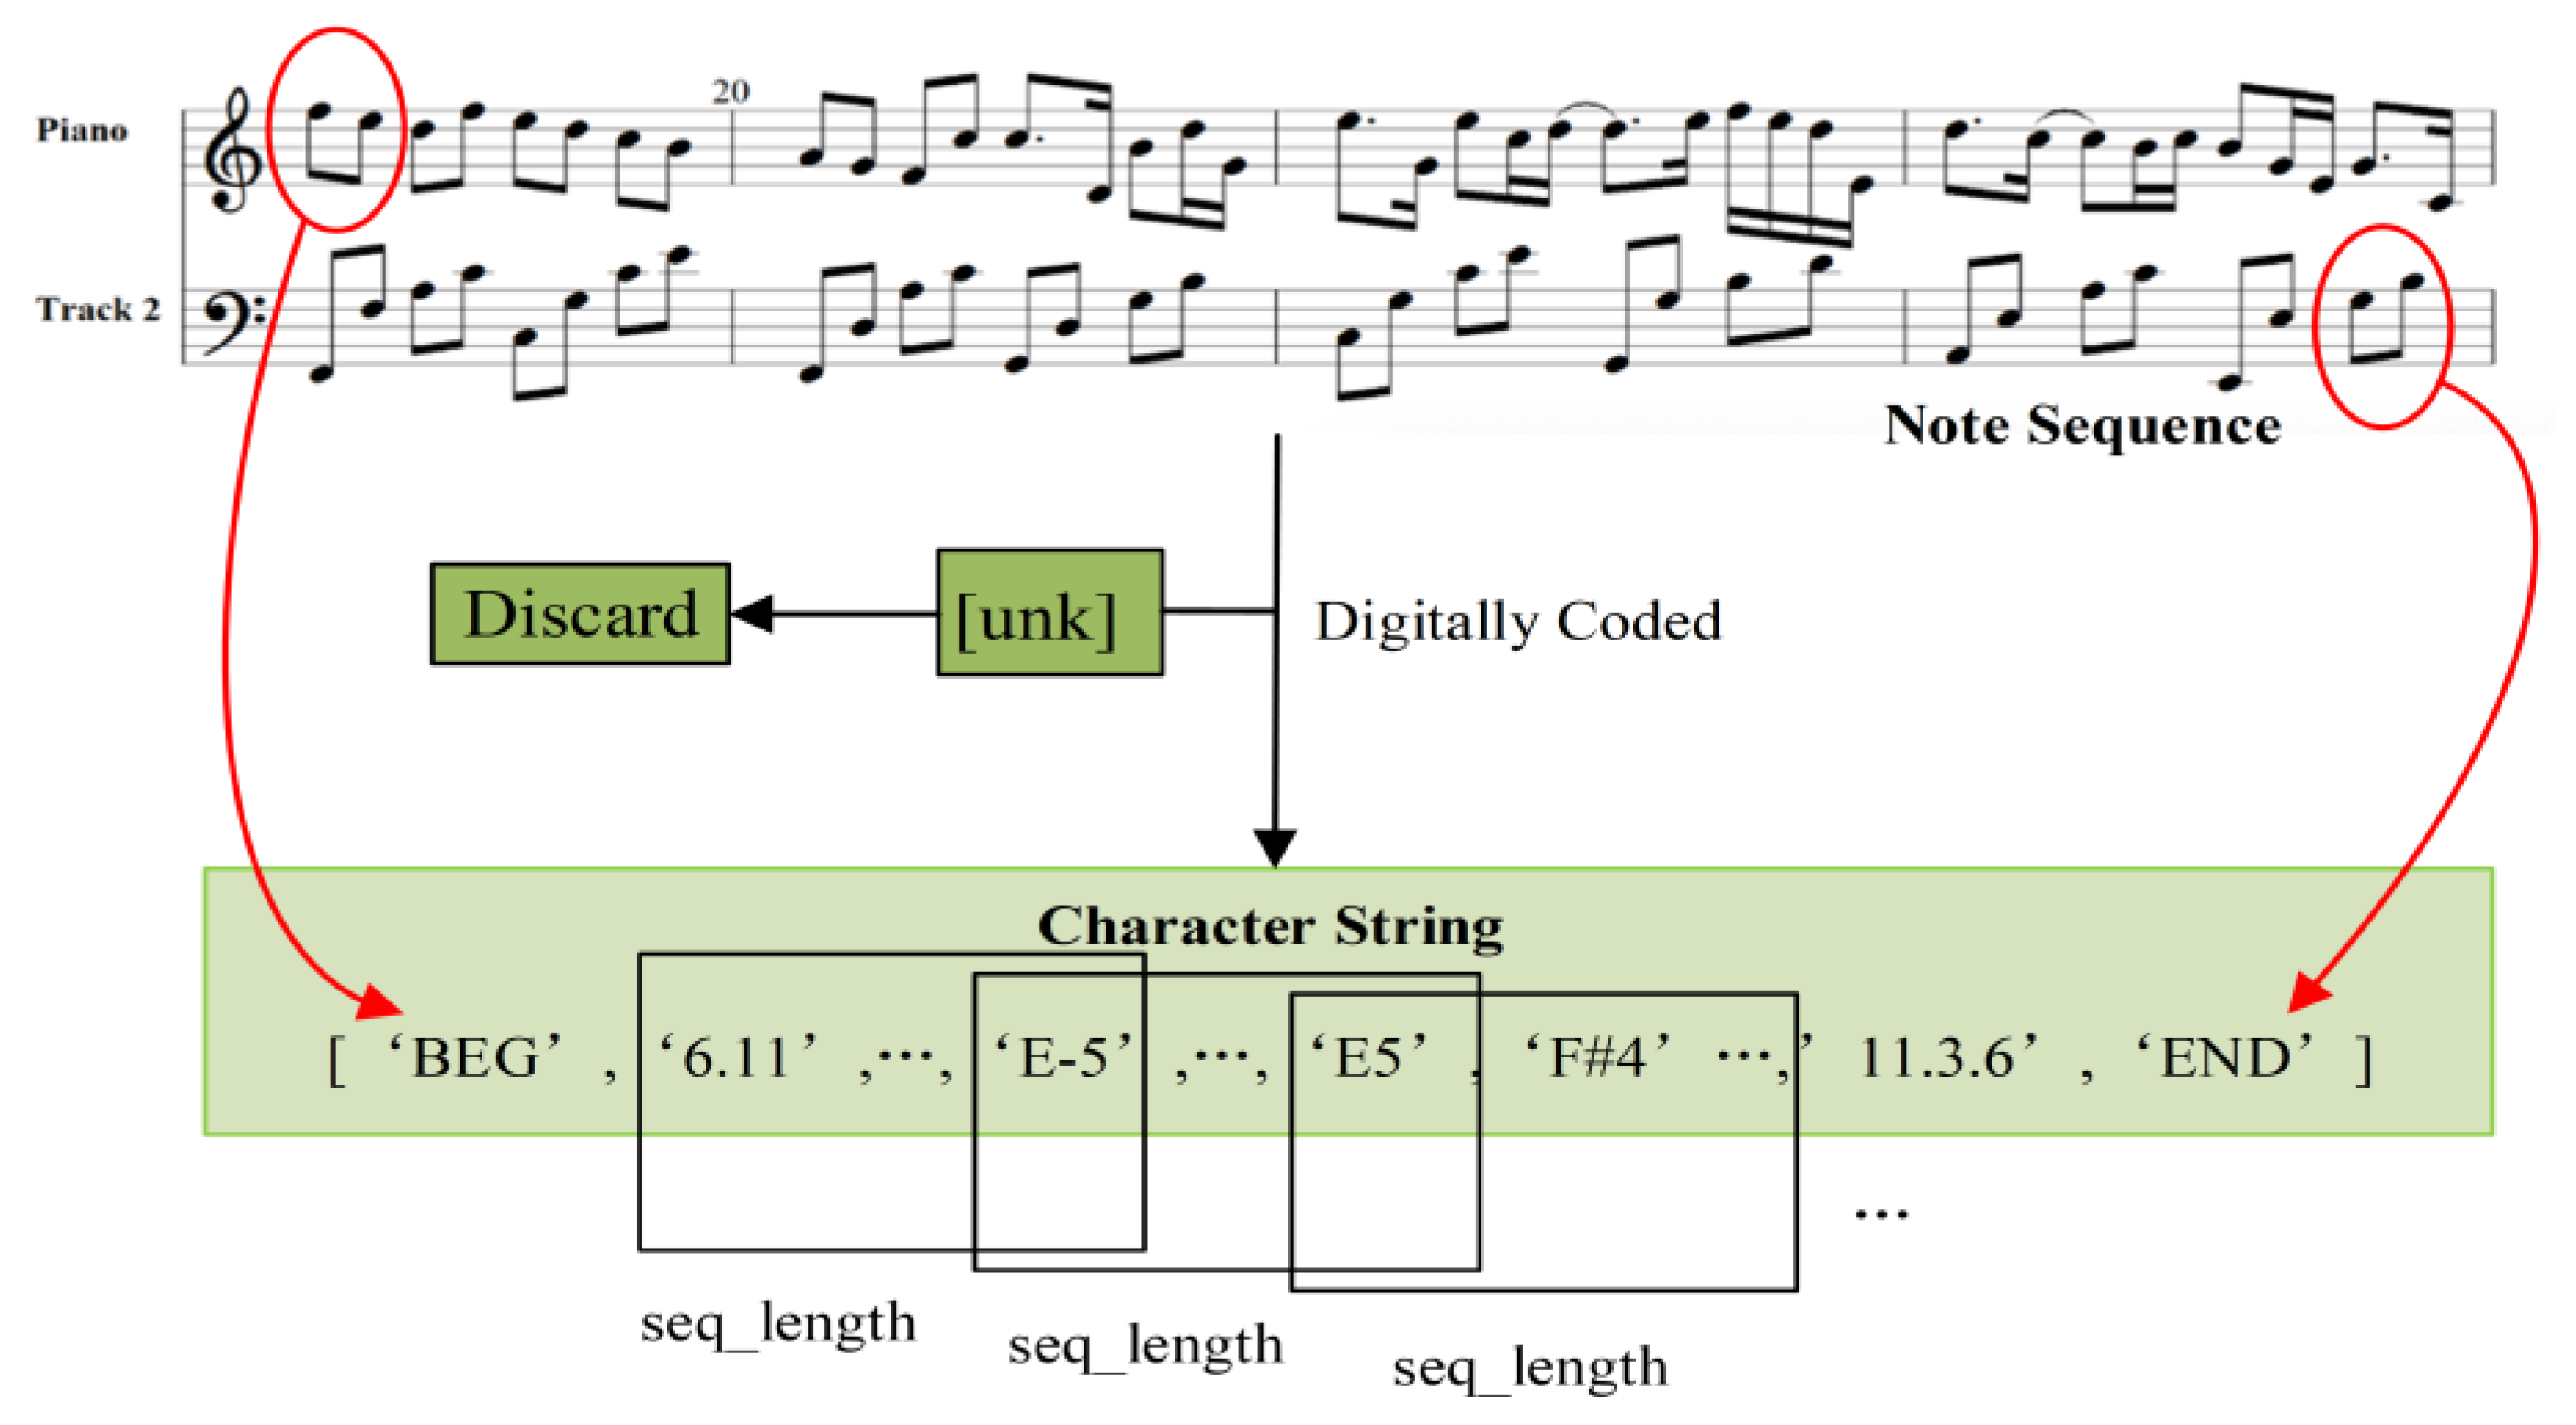 20
Piano
Track 2
Note Sequence
Discard
[unk]
Digitally Coded
Character String
[ ‘BEG’ , ‘6.11’ ,···, ‘E-5’ ,···, ‘E5’ , ‘F#4’ ···,’ 11.3.6’ , ‘END’ ]
···
seq_length
seq_length
seq_length